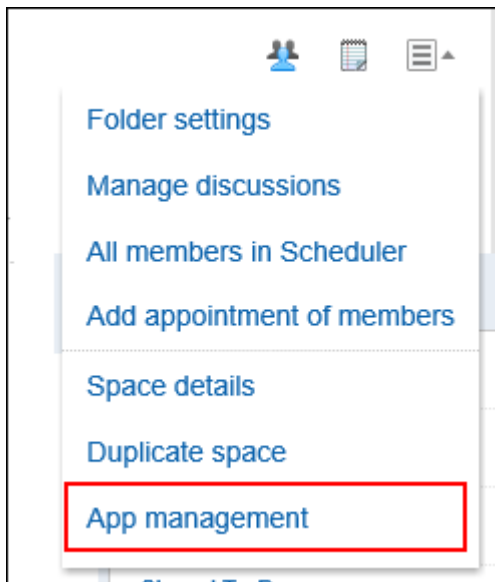 Folder settings
Manage discussions
All members in Scheduler
Add appointment of members
Space details
Duplicate space
App management